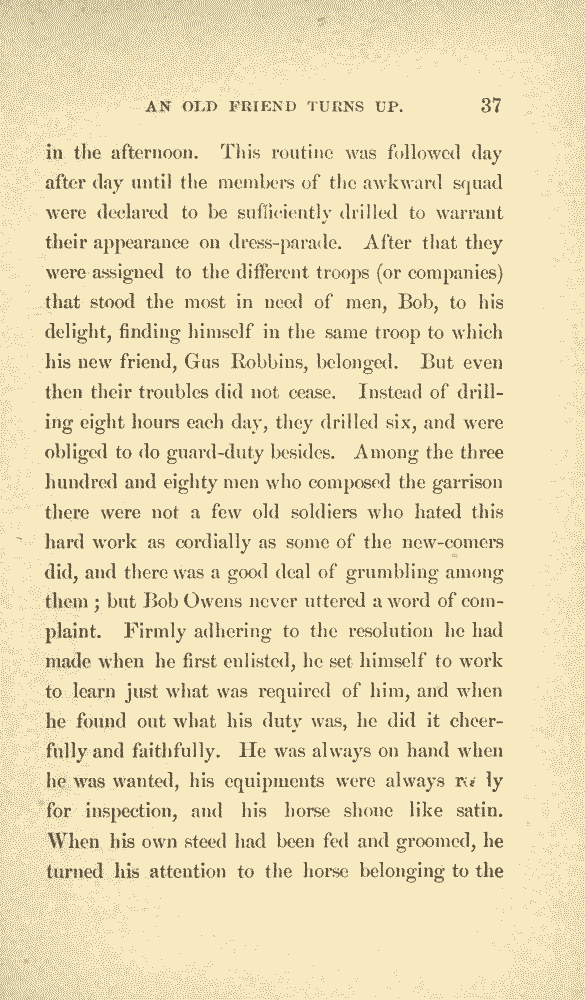 AN OLD FRIEND TURNS UP. 37
in the afternoon. This routine was followed day
after day until the members of the awkward squad
were declared to be sufficiently drilled to warrant
their appearance on dress-parade. After that they
were assigned to the different troops (or companies)
that stood the most in need of men, Bob, to his
delight, finding himself in the same troop to which
his new friend, Gus Robbins, belonged. But even
then their troubles did not cease. Instead of drill-
ing eight hours each day, they drilled six, and were
obliged to do guard-duty besides. Among the three
hundred and eighty men who composed the garrison
there were not a few old soldiers who hated this
hard work as cordially as some of the new-comers
did, and there was a good deal of grumbling among
them ; but Bob Owens never uttered a word of com-
plaint. Firmly adhering to the resolution he had
made when he first enlisted, he set himself to work
to learn just what was required of him, and when
he found out what his duty was, he did it cheer-
fully and faithfully. He was always on hand when
he was wanted, his equipments were always
for inspection, and his horse shone like satin.
When his own steed had been fed and groomed, he
turned his attention to the horse belonging to the